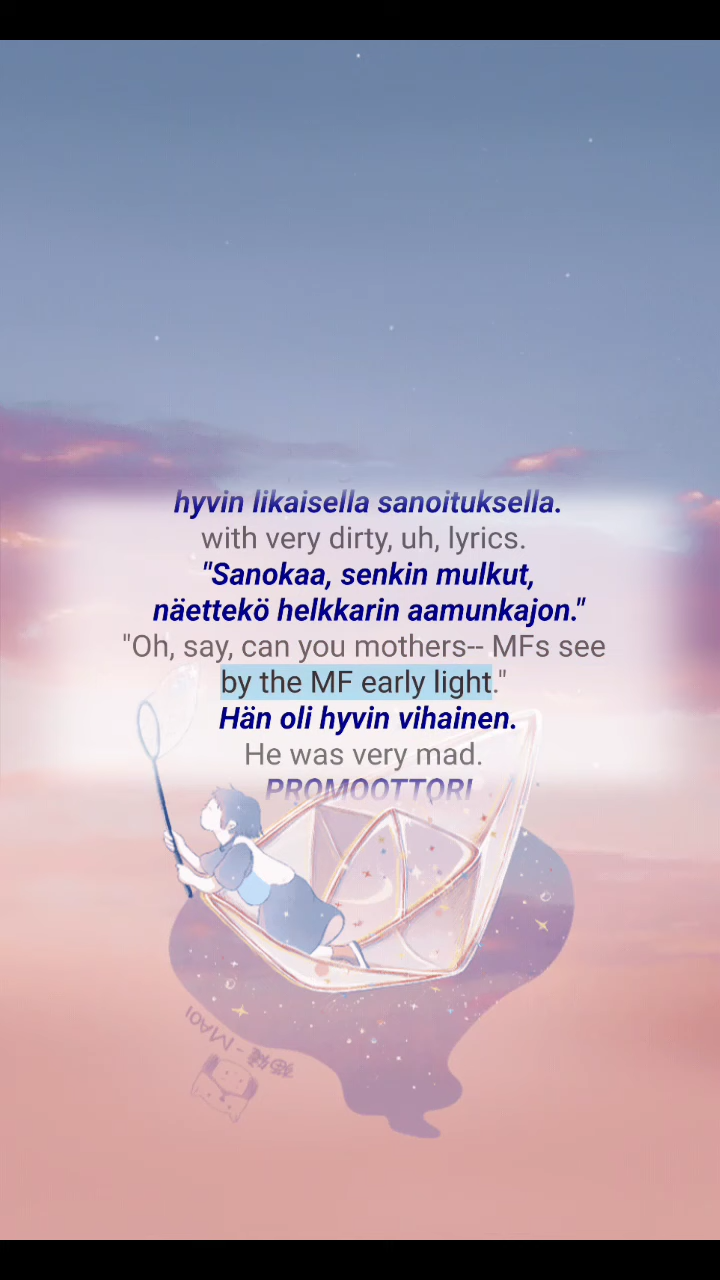 hyvin likaisella sanoituksella.
with very dirty, uh, lyrics.
"Sanokaa, senkin mulkut,
näettekö helkkarin aamunkajon."
"Oh, say, can you mothers-- MFs see
by the MF early light."
Hän oli hyvin vihainen.
He was very mad.
PROMOOTTORI
MAOI